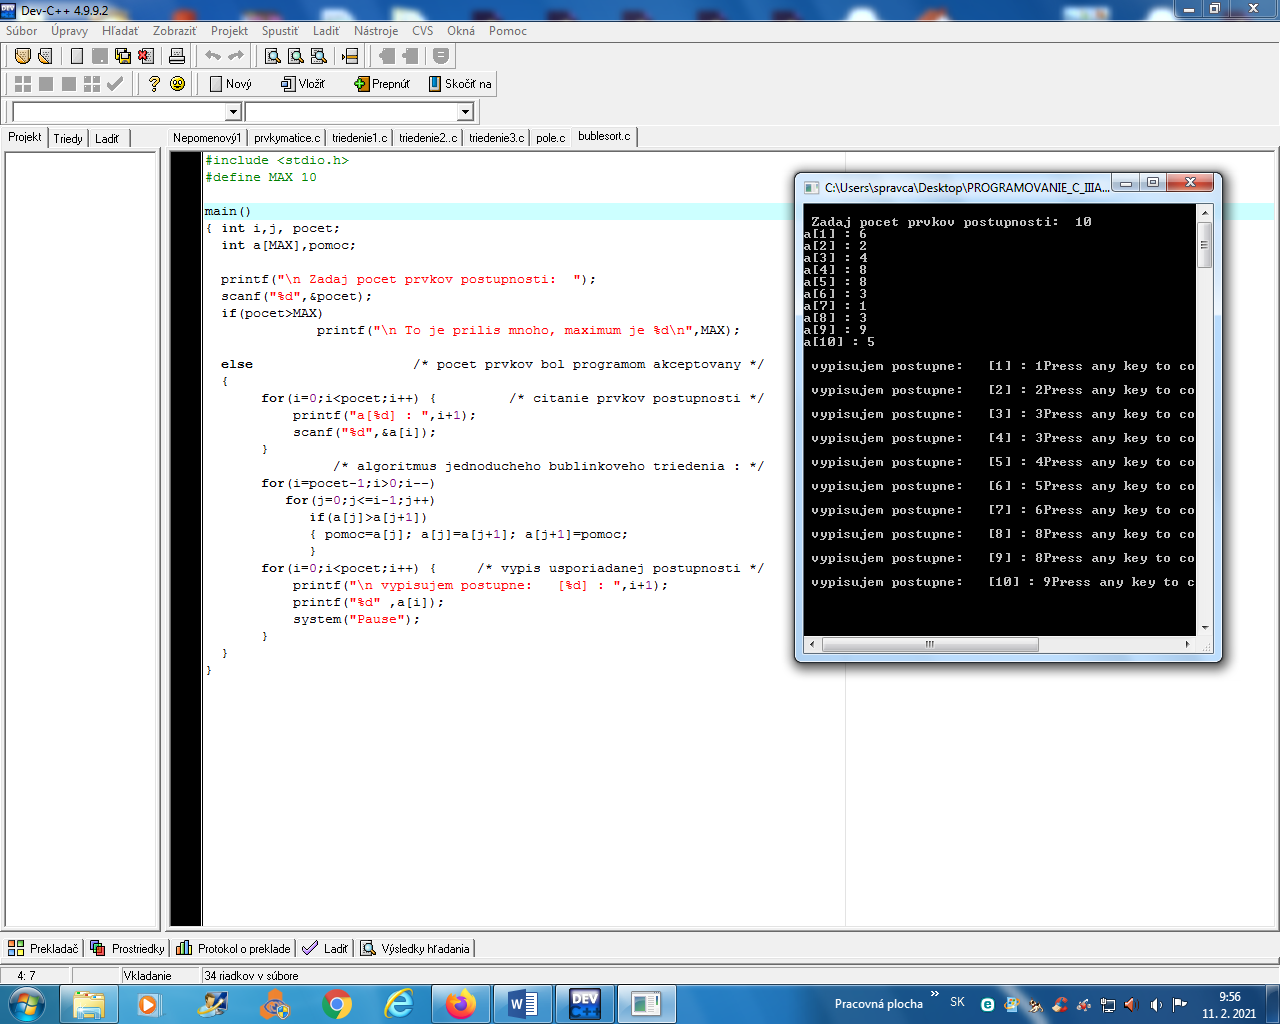 Dev-C++ 4.9.9.2
Súbor Úpravy Hľadať Zobraziť Projekt Spustiť Ladiť Nástroje CVS Okná Pomoc
Nový Vložiť Prepnúť Skočiť na
Projekt Triedy Ladiť
Nepomenový1 prvkymatice.c triedenie1.c triedenie2..c triedenie3.c pole.c bublesort.c
#include <stdio.h>
#define MAX 10
main()
{ int i,j, pocet;
int a[MAX],pomoc;
printf("\n Zadaj pocet prvkov postupnosti:  ");
scanf("%d",&pocet);
if(pocet>MAX)
printf("\n To je prilis mnoho, maximum je %d\n",MAX);
else /* pocet prvkov bol programom akceptovany */
{
for(i=0;i<pocet;i++) { /* citanie prvkov postupnosti */
printf("a[%d] : ",i+1);
scanf("%d",&a[i]);
}
/* algoritmus jednoducheho bublinkoveho triedenia : */
for(i=pocet-1;i>0;i--)
for(j=0;j<=i-1;j++)
if(a[j]>a[j+1])
{ pomoc=a[j]; a[j]=a[j+1]; a[j+1]=pomoc;
}
for(i=0;i<pocet;i++) { /* vypis usporiadanej postupnosti */
printf("\n vypisujem postupne:   [%d] : ",i+1);
printf("%d" ,a[i]);
system("Pause");
}
}
}
C:\Users\spravca\Desktop\PROGRAMOVANIE_C_IIIA...
Zadaj pocet prvkov postupnosti:  10
a[1] : 6
a[2] : 2
a[3] : 4
a[4] : 8
a[5] : 8
a[6] : 3
a[7] : 1
a[8] : 3
a[9] : 9
a[10] : 5
vypisujem postupne:   [1] : 1Press any key to co
vypisujem postupne:   [2] : 2Press any key to co
vypisujem postupne:   [3] : 3Press any key to co
vypisujem postupne:   [4] : 3Press any key to co
vypisujem postupne:   [5] : 4Press any key to co
vypisujem postupne:   [6] : 5Press any key to co
vypisujem postupne:   [7] : 6Press any key to co
vypisujem postupne:   [8] : 8Press any key to co
vypisujem postupne:   [9] : 8Press any key to co
vypisujem postupne:   [10] : 9Press any key to c
Prekladač Prostriedky Protokol o preklade Ladiť Výsledky hľadania
4: 7 Vkladanie 34 riadkov v súbore
DEV C++ Pracovná plocha » SK 9:56
11. 2. 2021